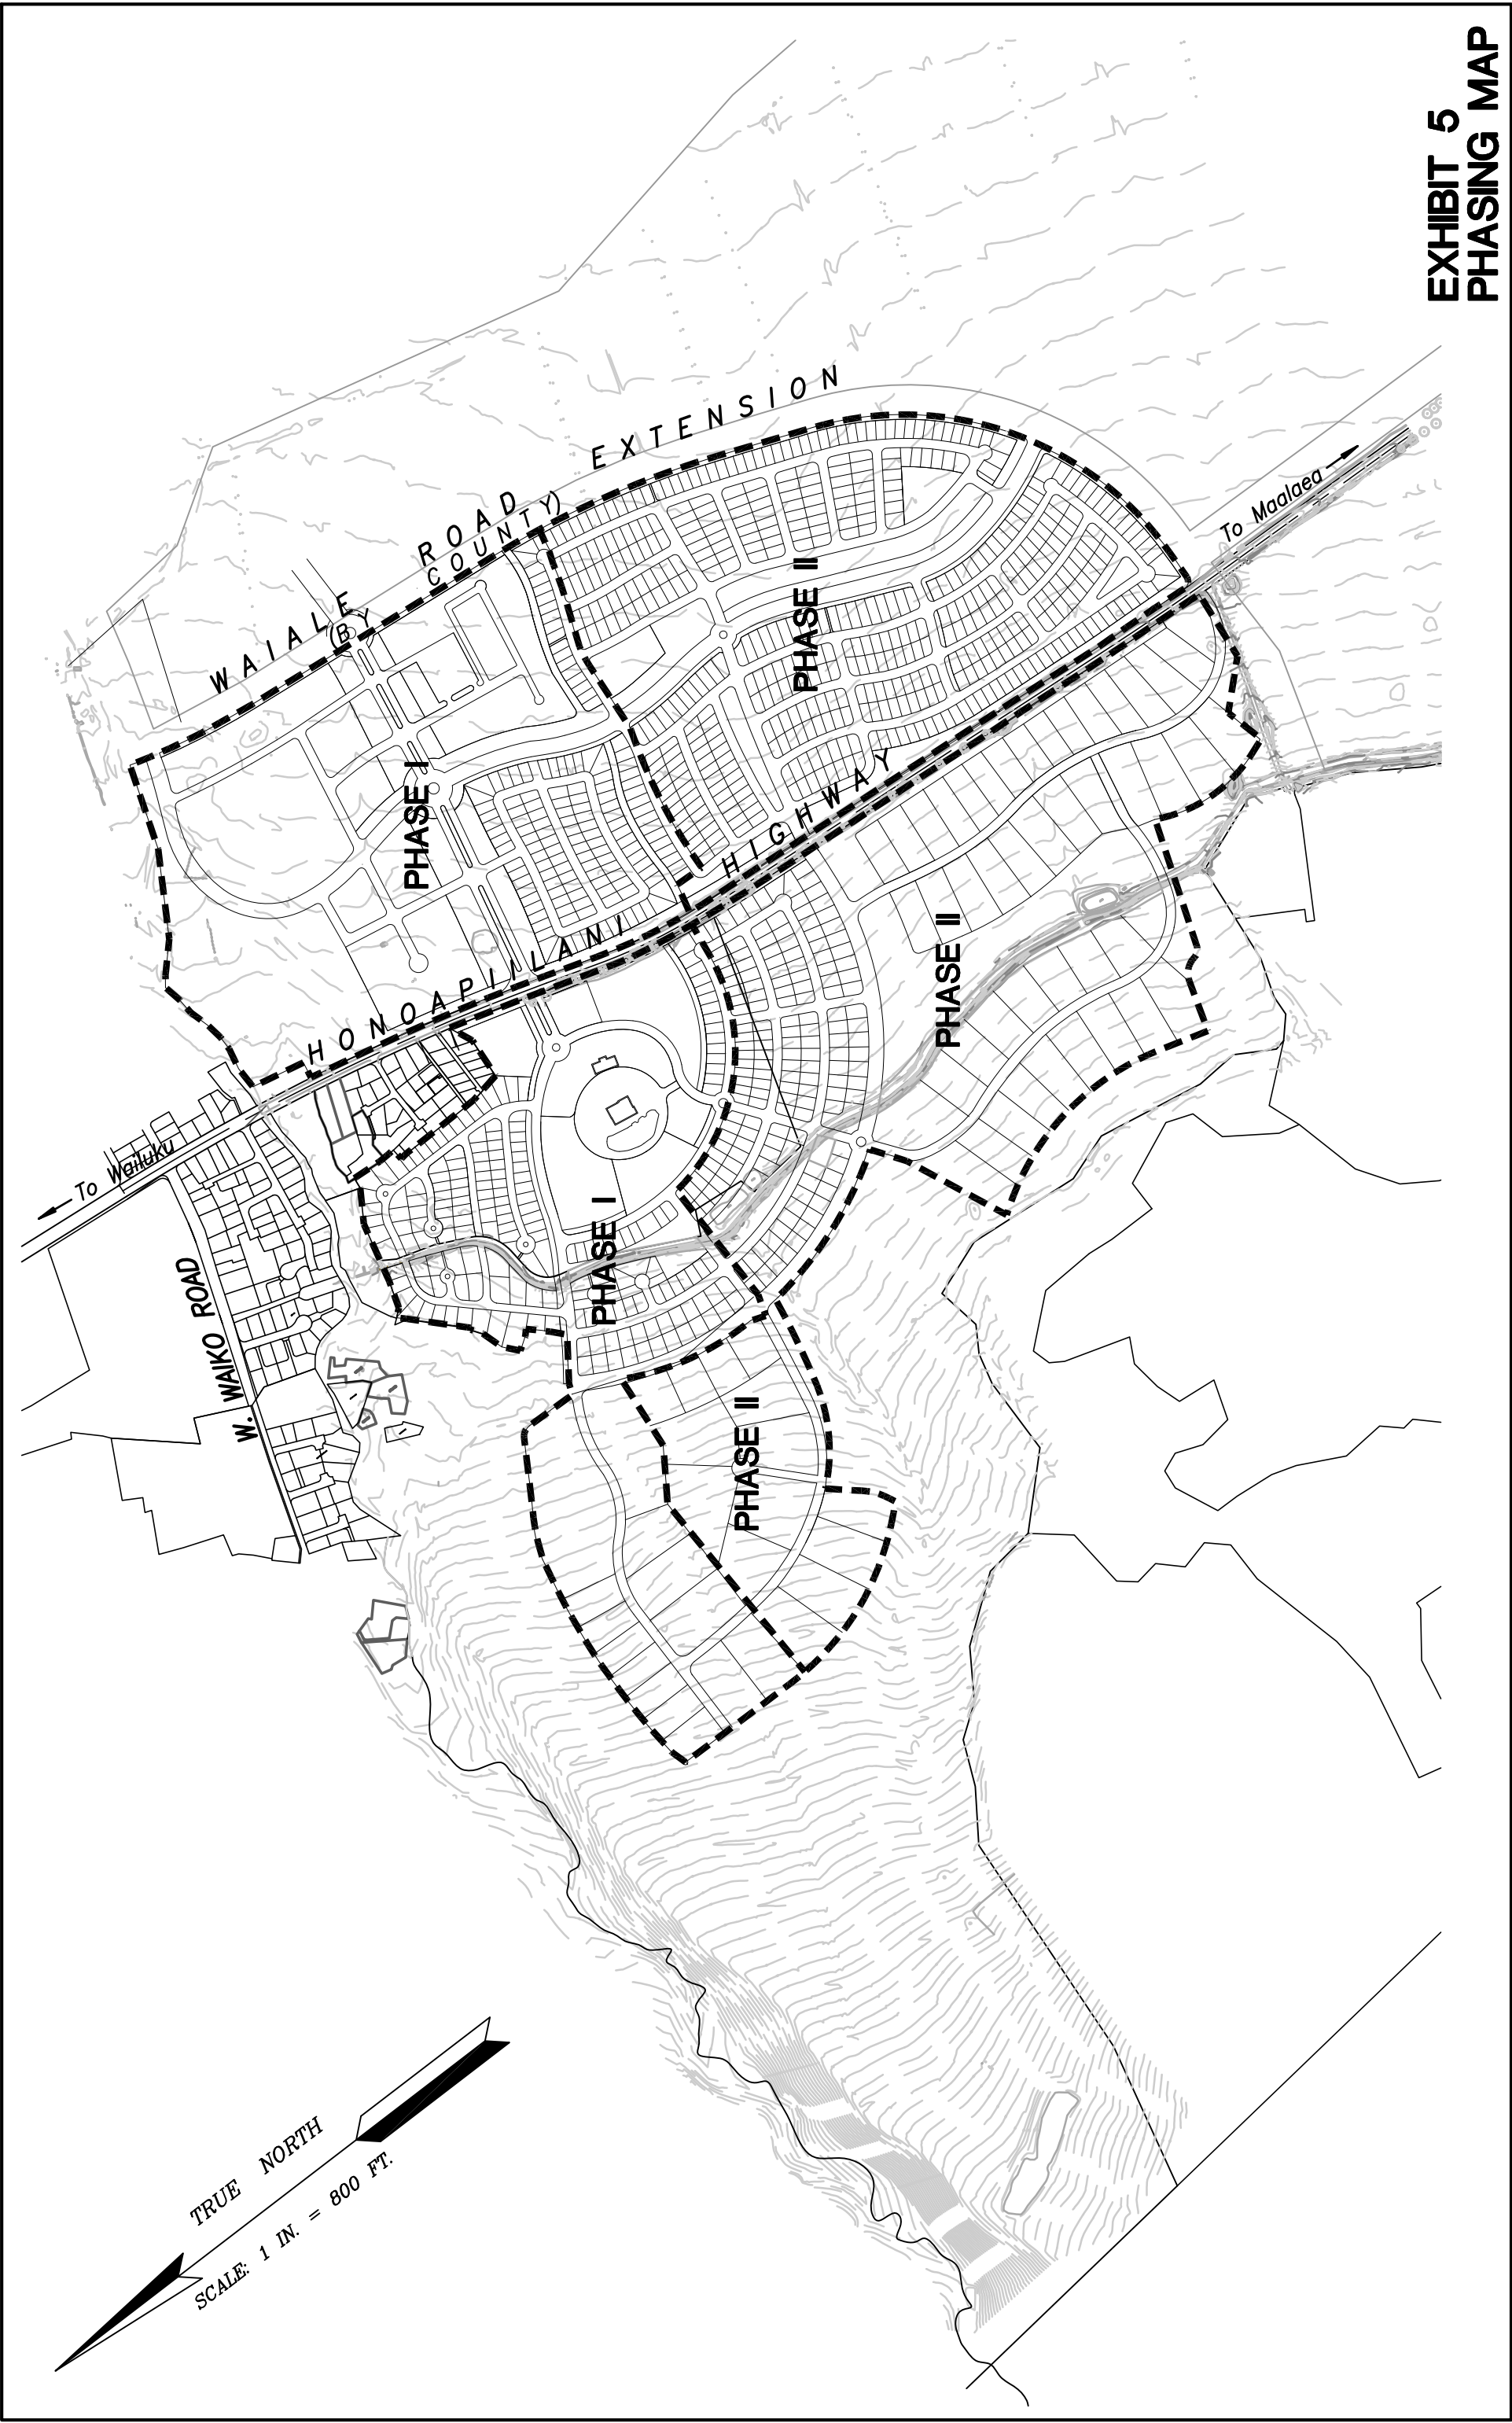 EXHIBIT 5
PHASING MAP
WAIALE ROAD EXTENSION
(BY COUNTY)
To Maalaea
PHASE II
PHASE I
HONOAPIILANI HIGHWAY
PHASE II
To Wailuku
W. WAIKO ROAD
PHASE I
PHASE II
TRUE NORTH
SCALE: 1 IN. = 800 FT.